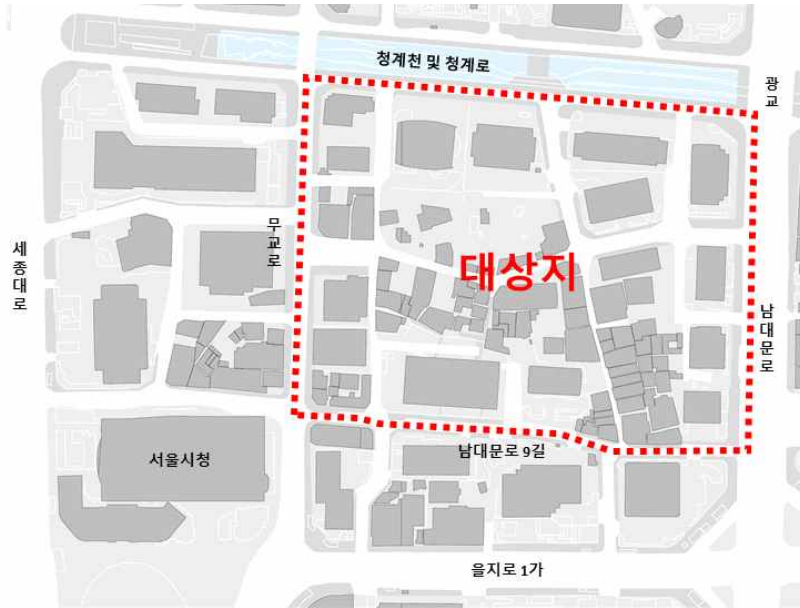 청계천 및 청계로
광교
무교로
세종대로
대상지
남대문로
남대문로 9길
서울시청
을지로 1가